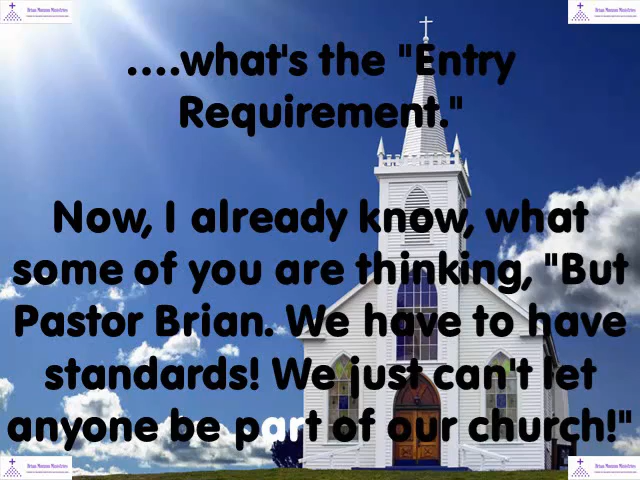 ....what's the "Entry
Requirement."
Now, I already know, what
some of you are thinking, "But
Pastor Brian. We have to have
standards! We just can't let
anyone be part of our church!"